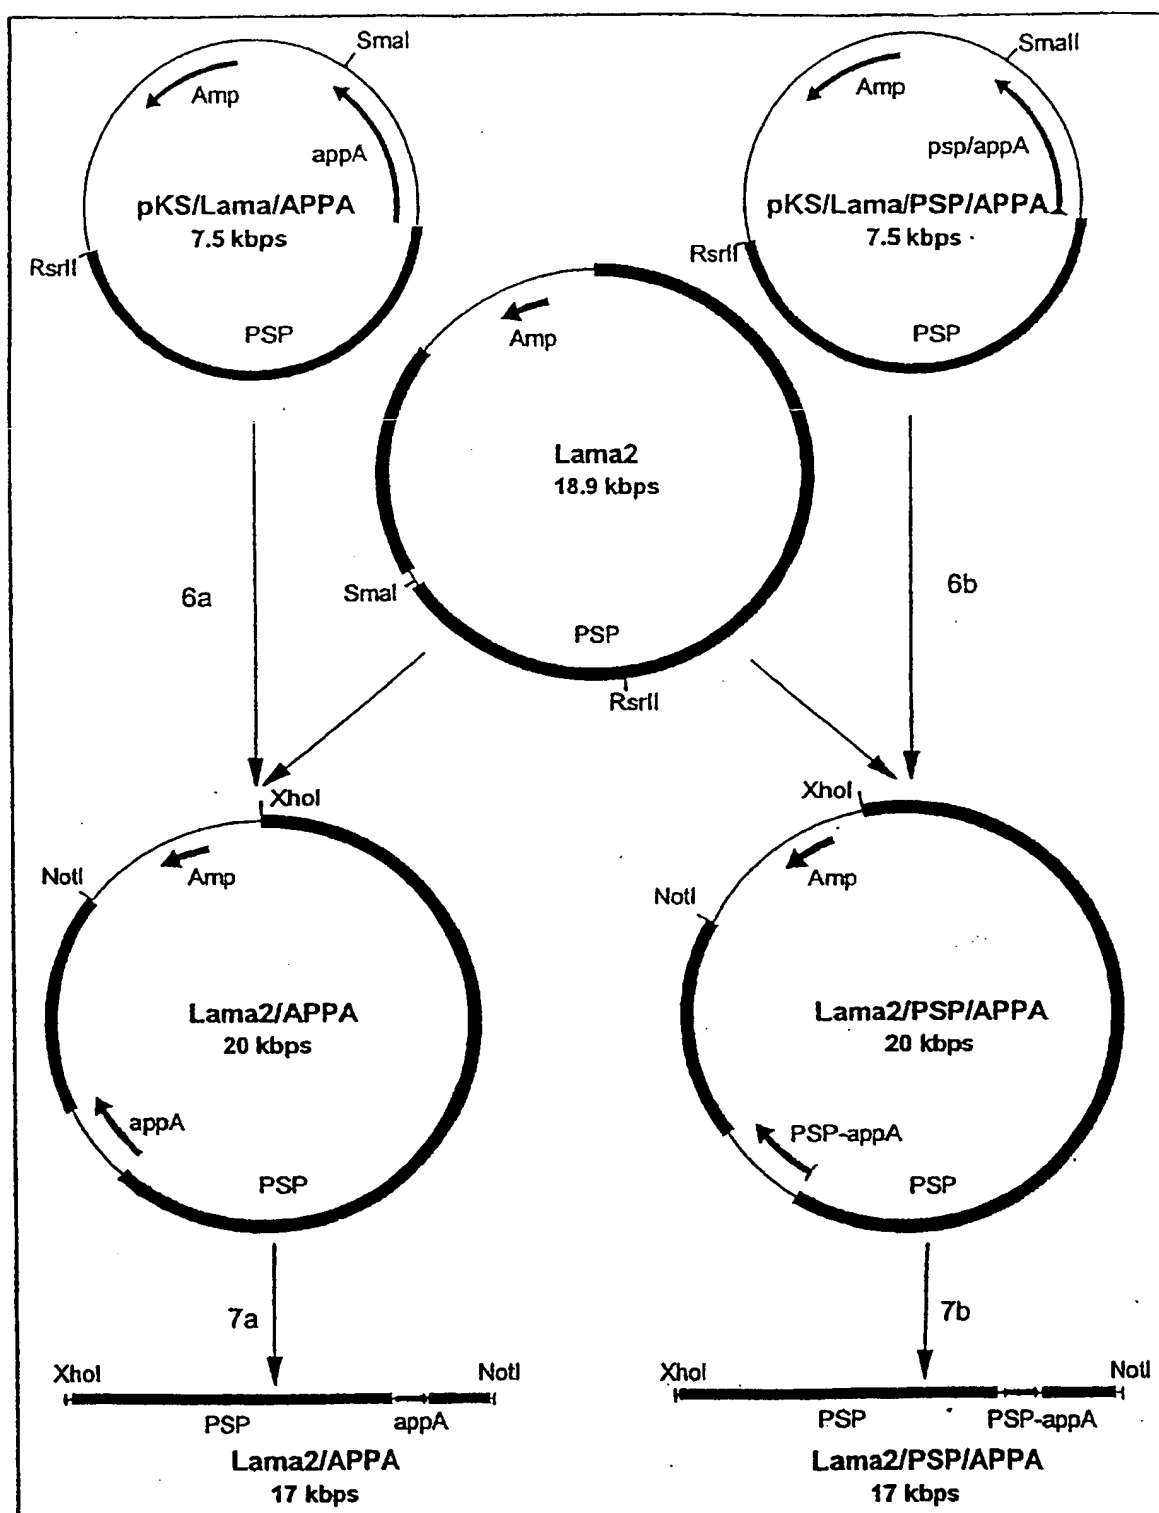 SmaI
Amp
appA
pKS/Lama/APPA
7.5 kbps
RsrII
PSP
SmaII
Amp
psp/appA
pKS/Lama/PSP/APPA
7.5 kbps
RsrII
PSP
Amp
Lama2
18.9 kbps
SmaI
PSP
RsrII
6a
6b
XhoI
NotI
Amp
Lama2/APPA
20 kbps
appA
PSP
XhoI
NotI
Amp
Lama2/PSP/APPA
20 kbps
PSP-appA
PSP
7a
7b
XhoI
NotI
PSP
appA
Lama2/APPA
17 kbps
XhoI
NotI
PSP
PSP-appA
Lama2/PSP/APPA
17 kbps